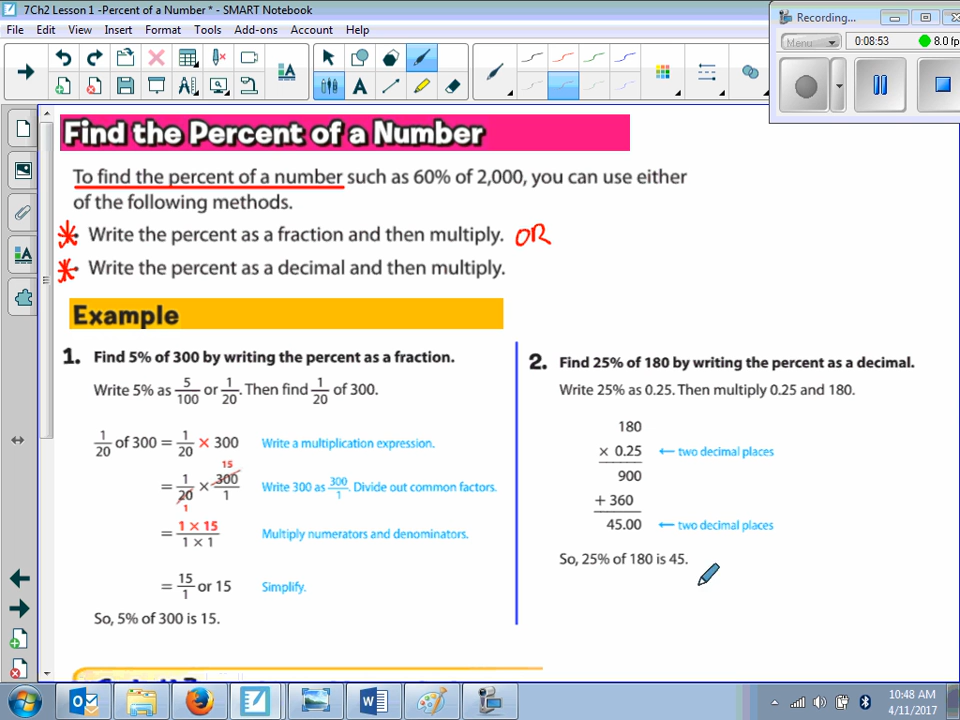 7Ch2 Lesson 1 -Percent of a Number * - SMART Notebook
Recording...
File Edit View Insert Format Tools Add-ons Account Help
Menu 0:08:53 8.0 fp
Find the Percent of a Number
To find the percent of a number such as 60% of 2,000, you can use either
of the following methods.
* • Write the percent as a fraction and then multiply. OR
* • Write the percent as a decimal and then multiply.
Example
1. Find 5% of 300 by writing the percent as a fraction.
Write 5% as 5/100 or 1/20. Then find 1/20 of 300.
1/20 of 300 = 1/20 × 300 Write a multiplication expression.
15
= 1/20 × 300/1 Write 300 as 300/1. Divide out common factors.
1
= 1 × 15 / 1 × 1 Multiply numerators and denominators.
= 15/1 or 15 Simplify.
So, 5% of 300 is 15.
2. Find 25% of 180 by writing the percent as a decimal.
Write 25% as 0.25. Then multiply 0.25 and 180.
180
× 0.25 ← two decimal places
900
+ 360
45.00 ← two decimal places
So, 25% of 180 is 45.
10:48 AM
4/11/2017